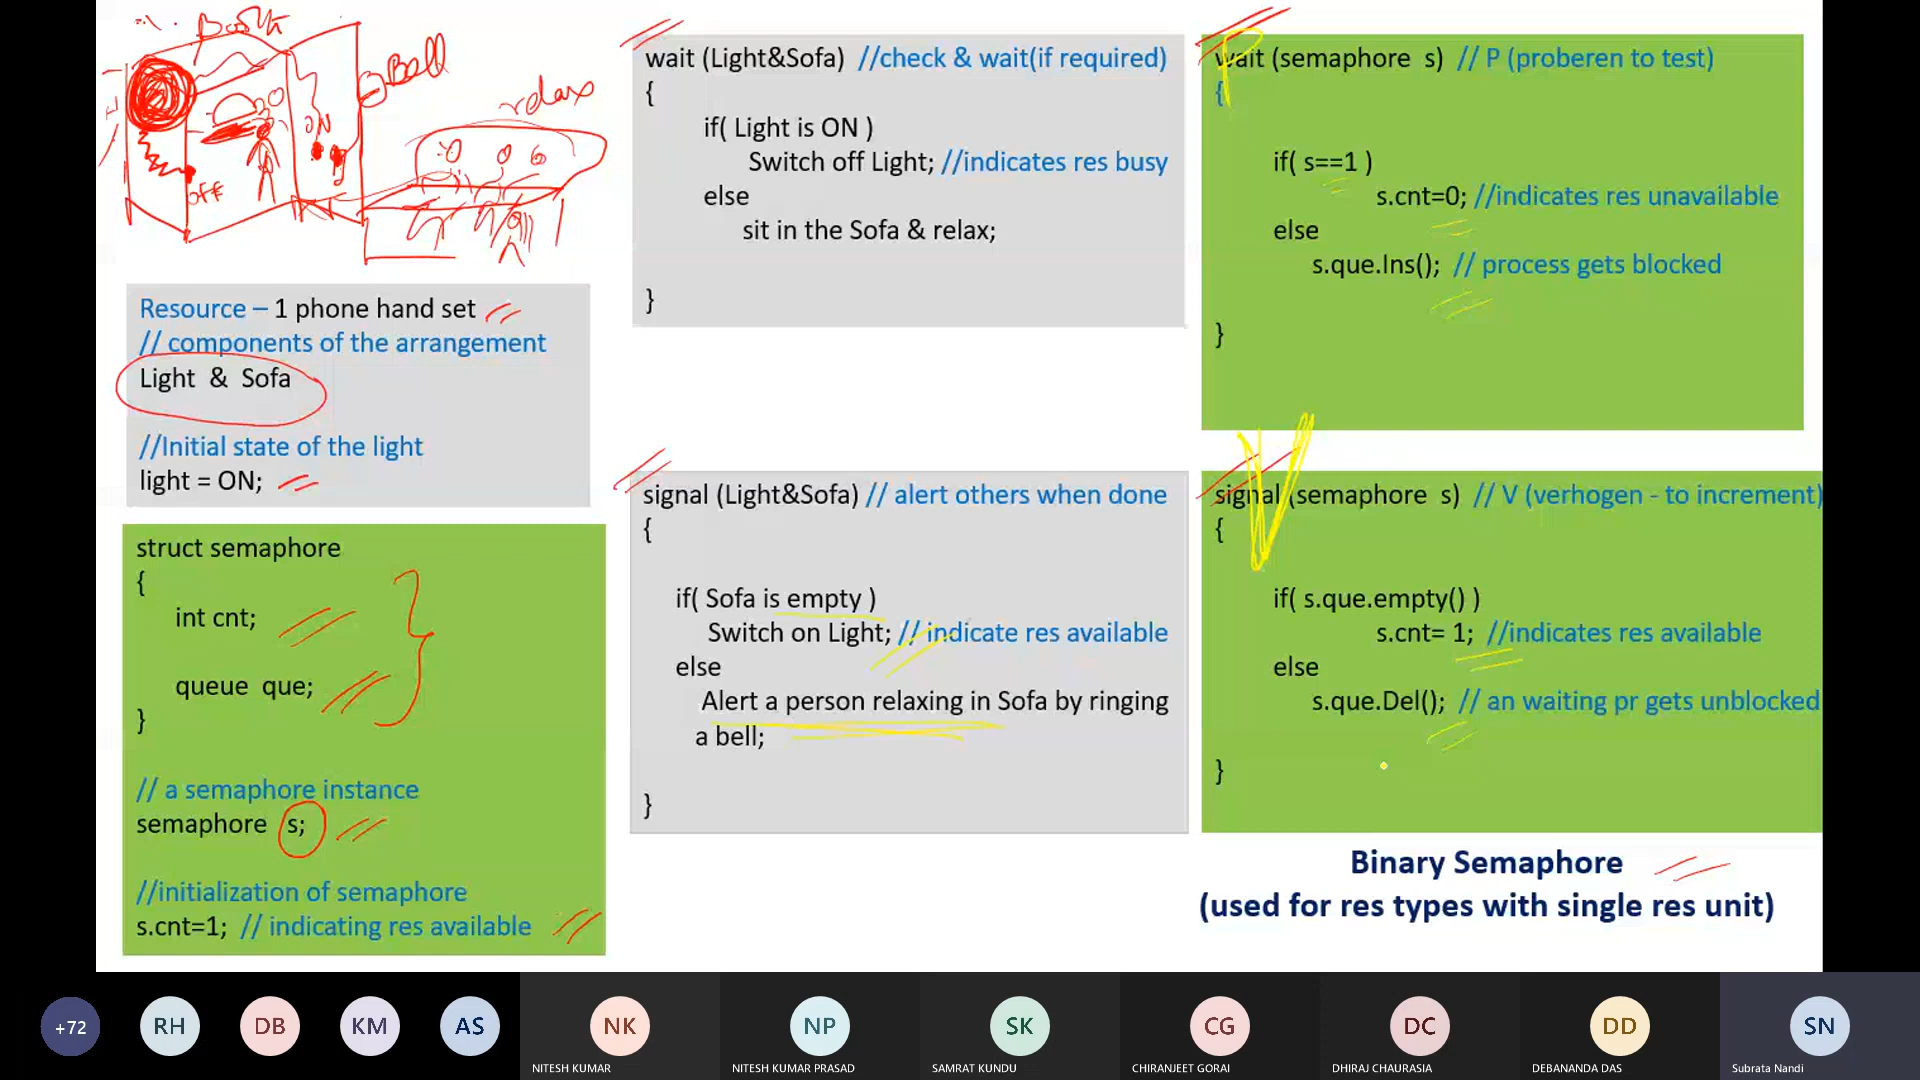 Booth
Bell
relax
ON
off
Resource – 1 phone hand set
// components of the arrangement
Light & Sofa
//Initial state of the light
light = ON;
struct semaphore
{
int cnt;
queue que;
}
// a semaphore instance
semaphore s;
//initialization of semaphore
s.cnt=1; // indicating res available
wait (Light&Sofa) //check & wait(if required)
{
if( Light is ON )
Switch off Light; //indicates res busy
else
sit in the Sofa & relax;
}
signal (Light&Sofa) // alert others when done
{
if( Sofa is empty )
Switch on Light; // indicate res available
else
Alert a person relaxing in Sofa by ringing
a bell;
}
P
wait (semaphore s) // P (proberen to test)
{
if( s==1 )
s.cnt=0; //indicates res unavailable
else
s.que.Ins(); // process gets blocked
}
V
signal (semaphore s) // V (verhogen - to increment)
{
if( s.que.empty() )
s.cnt= 1; //indicates res available
else
s.que.Del(); // an waiting pr gets unblocked
}
Binary Semaphore
(used for res types with single res unit)
+72
RH
DB
KM
AS
NK
NP
SK
CG
DC
DD
SN
NITESH KUMAR
NITESH KUMAR PRASAD
SAMRAT KUNDU
CHIRANJEET GORAI
DHIRAJ CHAURASIA
DEBANANDA DAS
Subrata Nandi